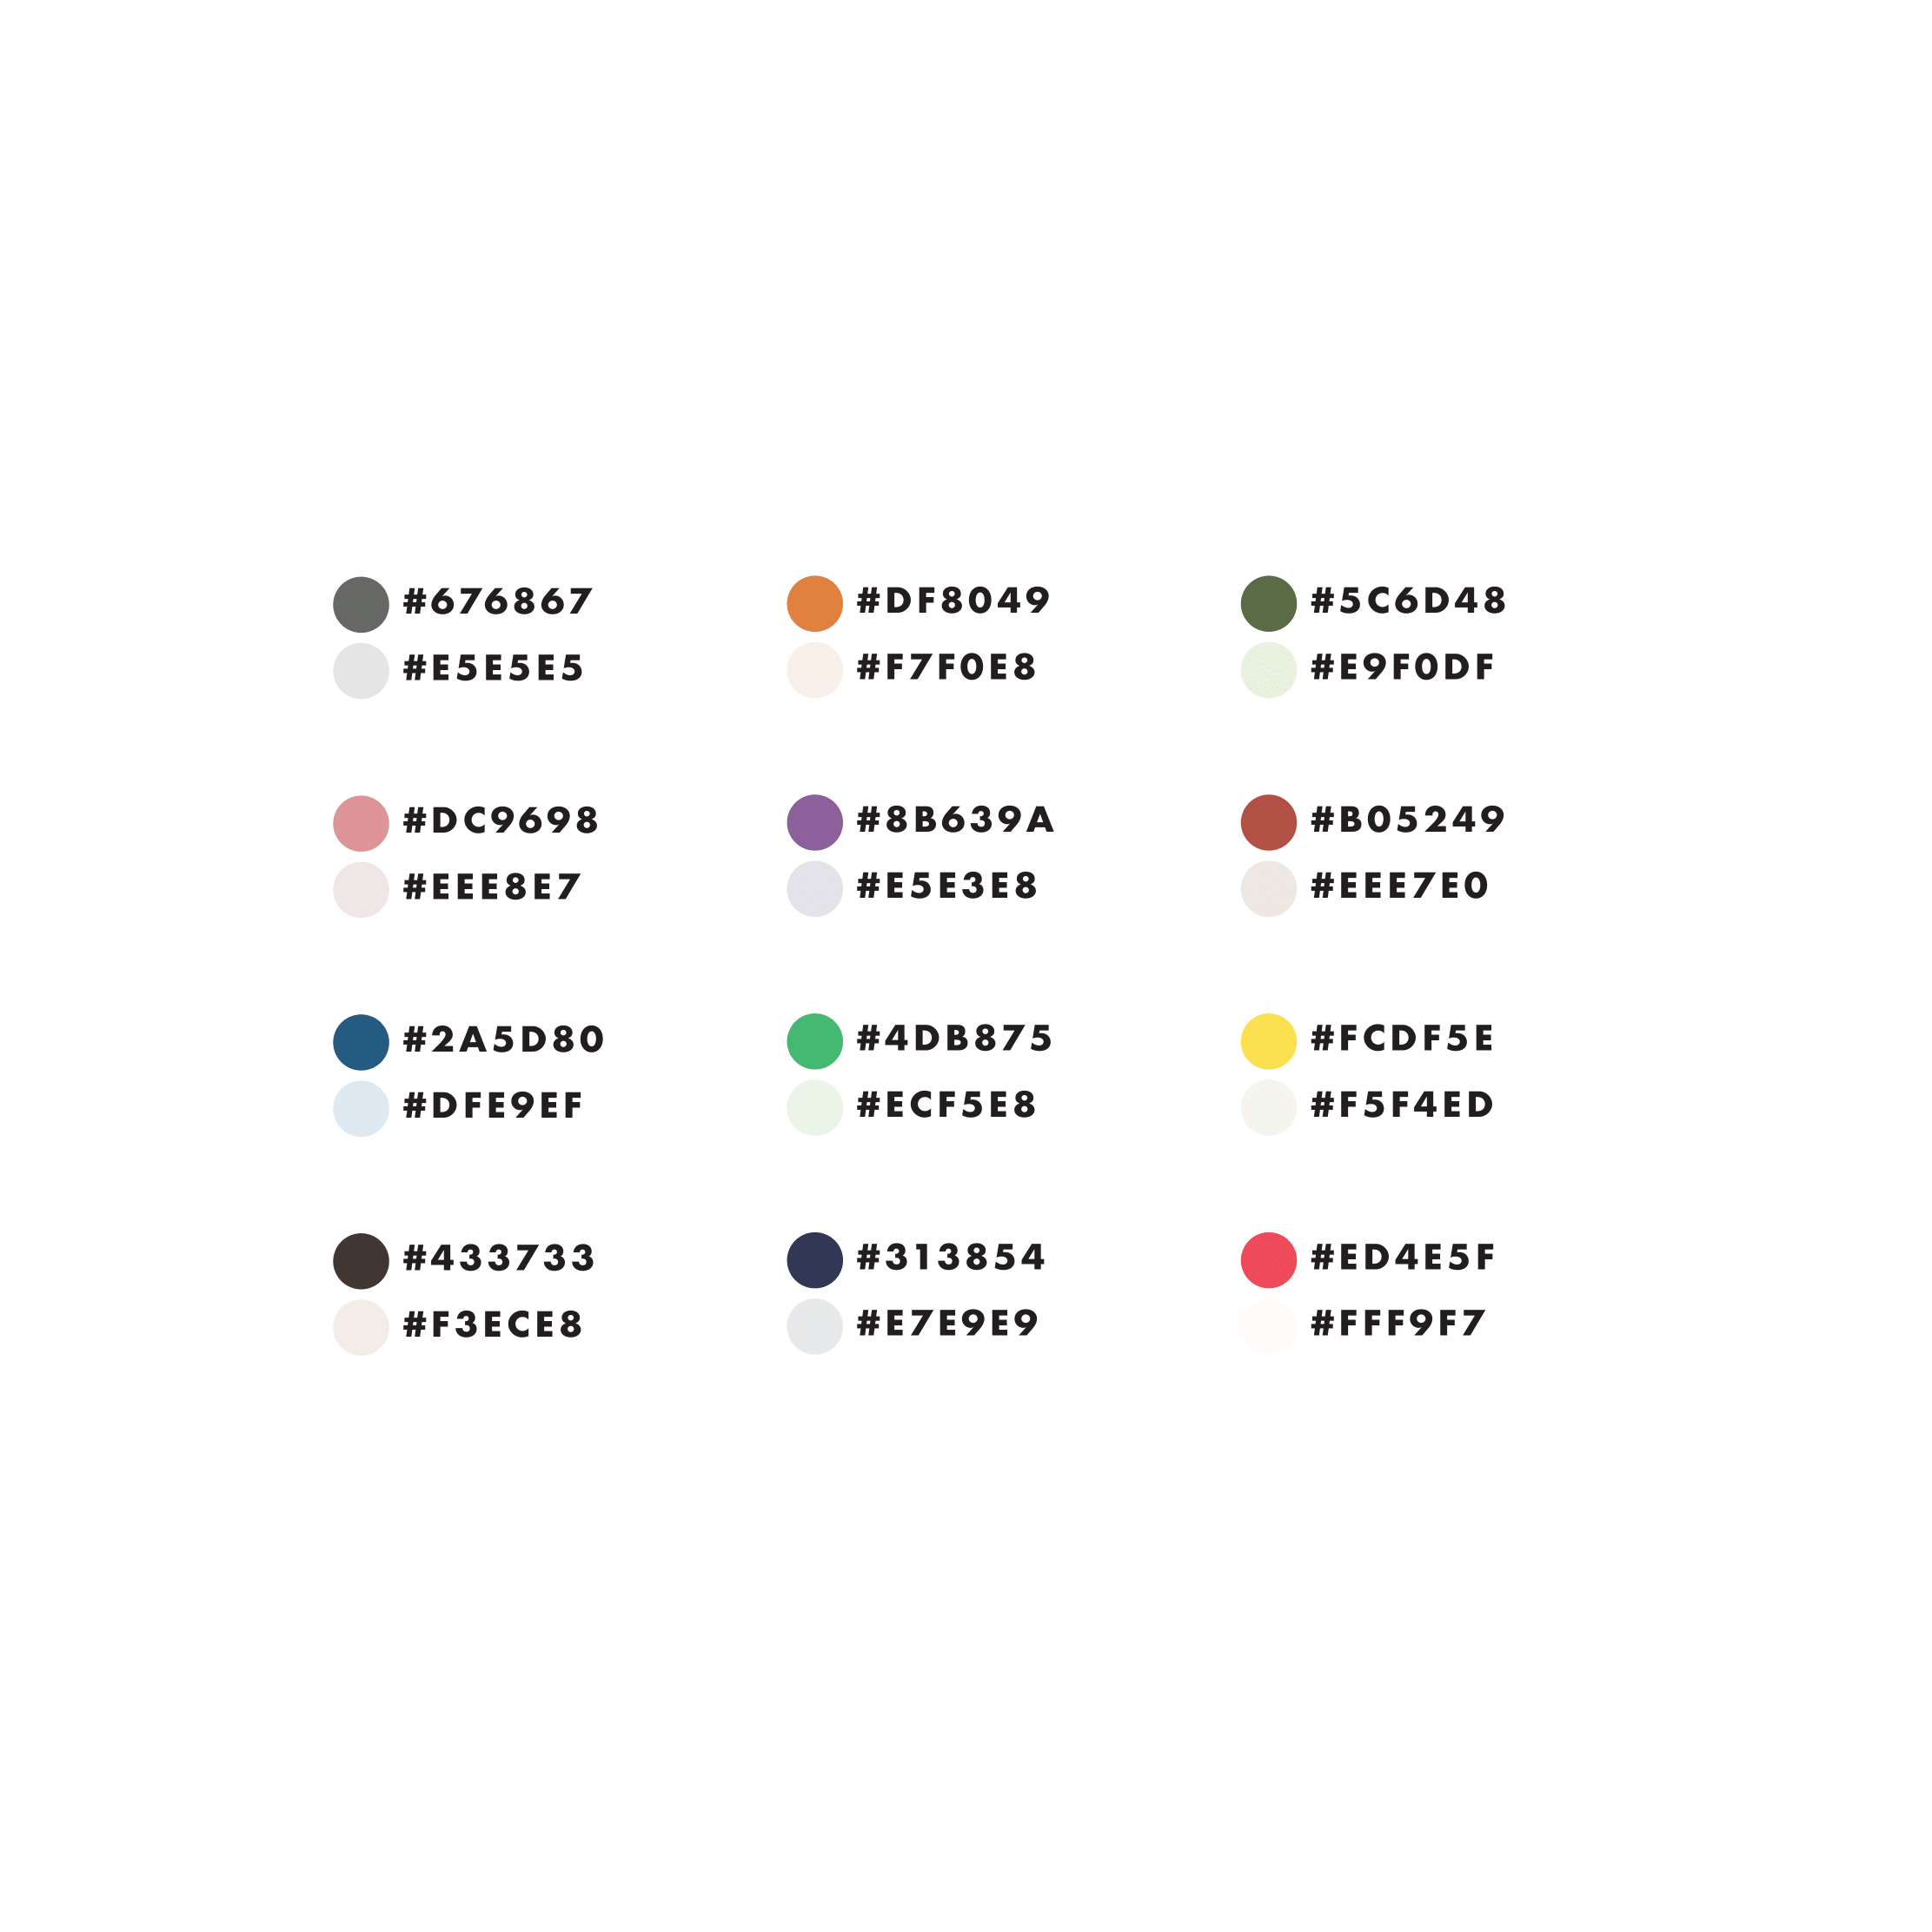 #676867
#E5E5E5
#DF8049
#F7F0E8
#5C6D48
#E9F0DF
#DC9698
#EEE8E7
#8B639A
#E5E3E8
#B05249
#EEE7E0
#2A5D80
#DFE9EF
#4DB875
#ECF5E8
#FCDF5E
#F5F4ED
#433733
#F3ECE8
#313854
#E7E9E9
#ED4E5F
#FFF9F7